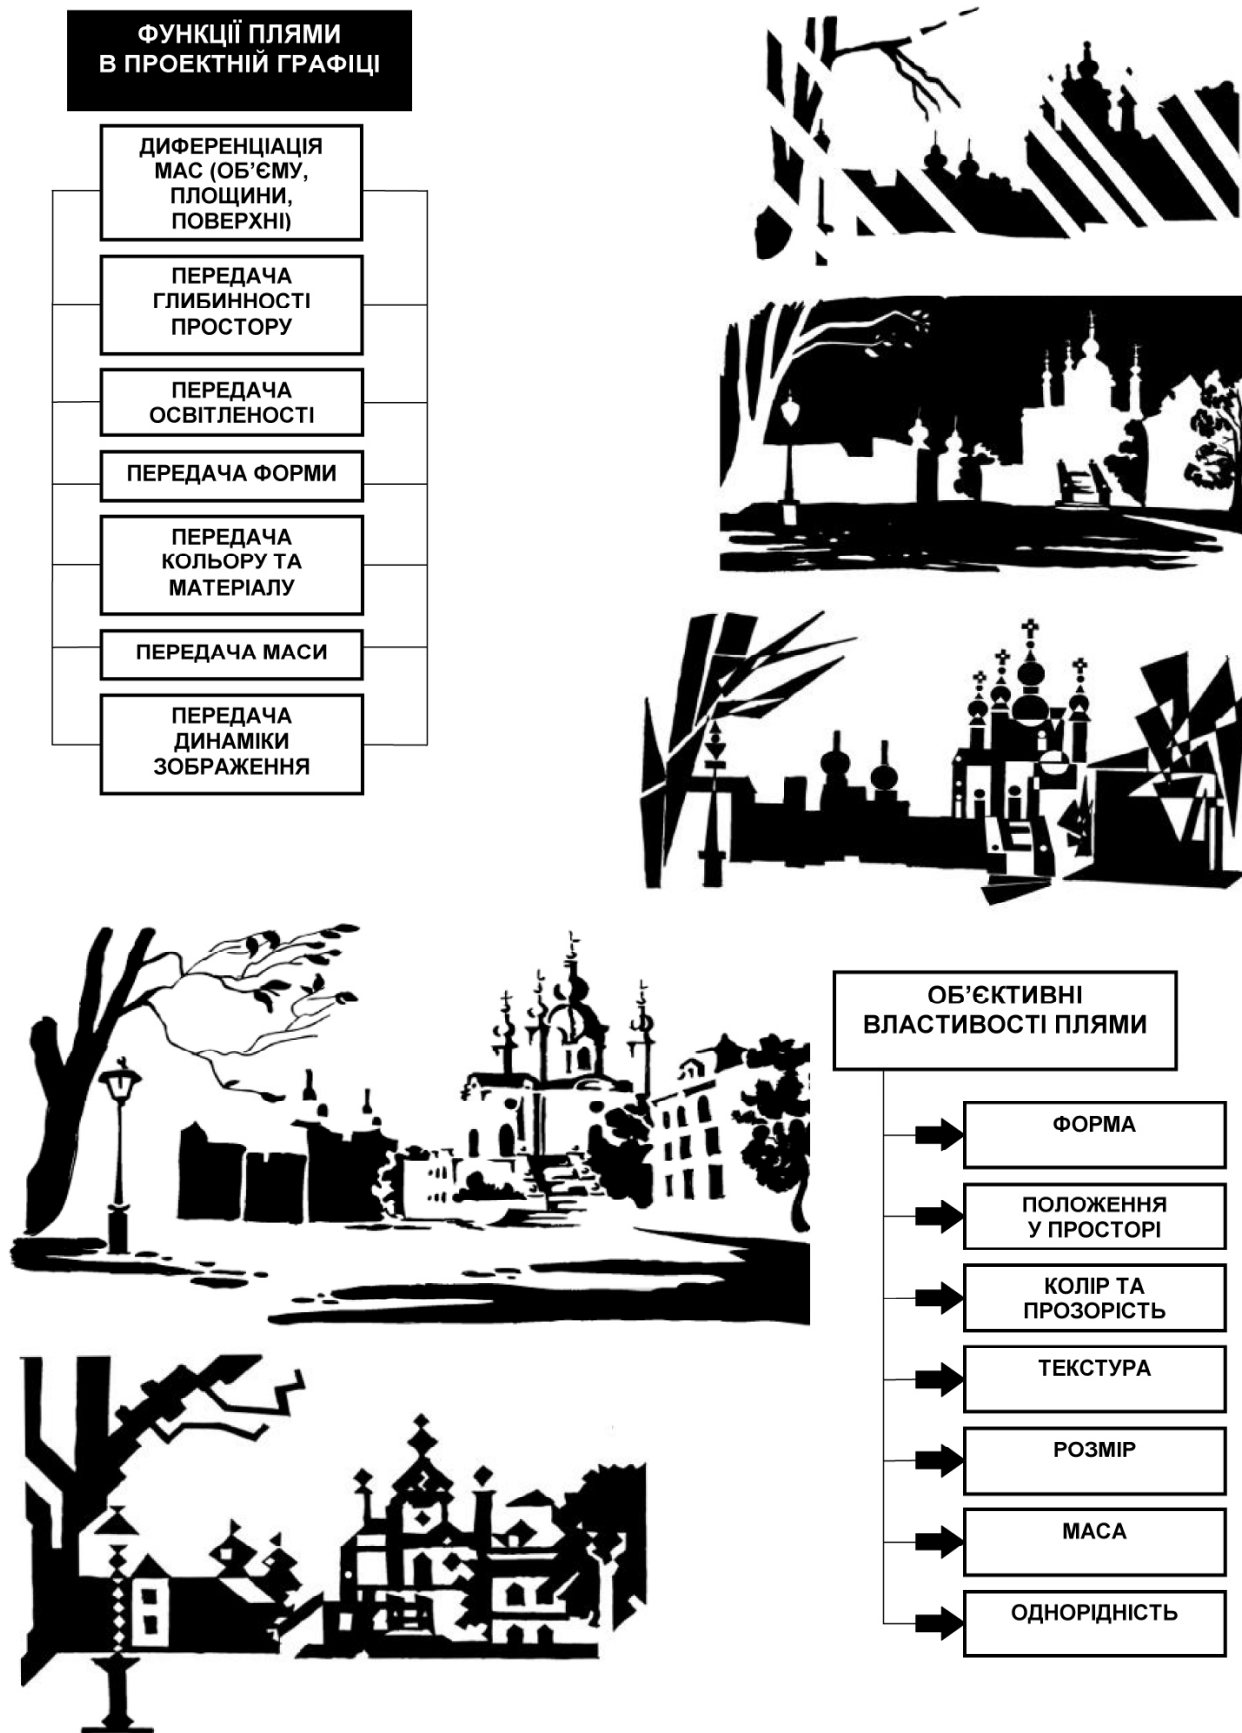 ФУНКЦІЇ ПЛЯМИ
В ПРОЕКТНІЙ ГРАФІЦІ
ДИФЕРЕНЦІАЦІЯ
МАС (ОБ’ЄМУ,
ПЛОЩИНИ,
ПОВЕРХНІ)
ПЕРЕДАЧА
ГЛИБИННОСТІ
ПРОСТОРУ
ПЕРЕДАЧА
ОСВІТЛЕНОСТІ
ПЕРЕДАЧА ФОРМИ
ПЕРЕДАЧА
КОЛЬОРУ ТА
МАТЕРІАЛУ
ПЕРЕДАЧА МАСИ
ПЕРЕДАЧА
ДИНАМІКИ
ЗОБРАЖЕННЯ
ОБ’ЄКТИВНІ
ВЛАСТИВОСТІ ПЛЯМИ
ФОРМА
ПОЛОЖЕННЯ
У ПРОСТОРІ
КОЛІР ТА
ПРОЗОРІСТЬ
ТЕКСТУРА
РОЗМІР
МАСА
ОДНОРІДНІСТЬ